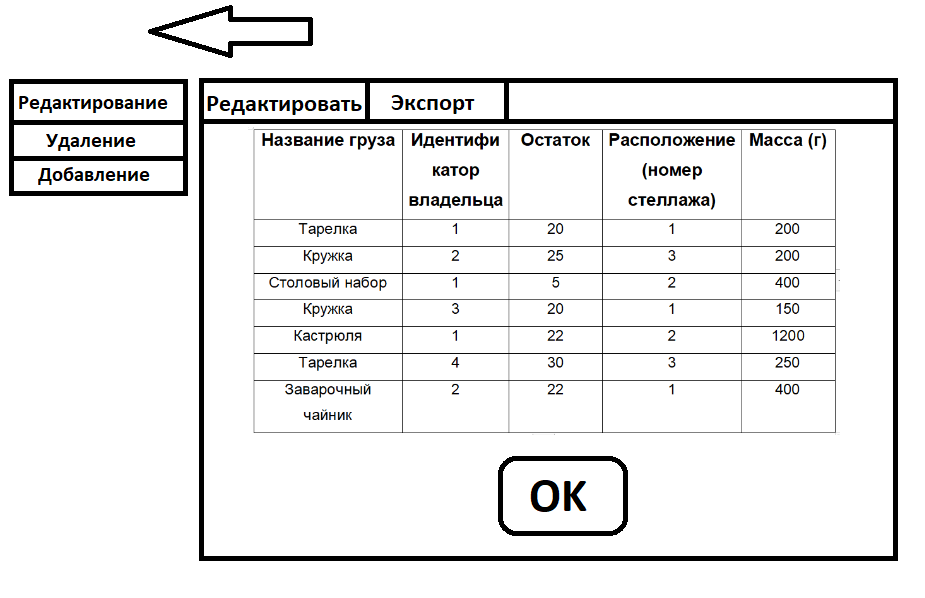 Редактирование
Удаление
Добавление
Редактировать Экспорт
Название груза Идентифи Остаток Расположение Масса (г)
катор (номер
владельца стеллажа)
Тарелка 1 20 1 200
Кружка 2 25 3 200
Столовый набор 1 5 2 400
Кружка 3 20 1 150
Кастрюля 1 22 2 1200
Тарелка 4 30 3 250
Заварочный 2 22 1 400
чайник
OK